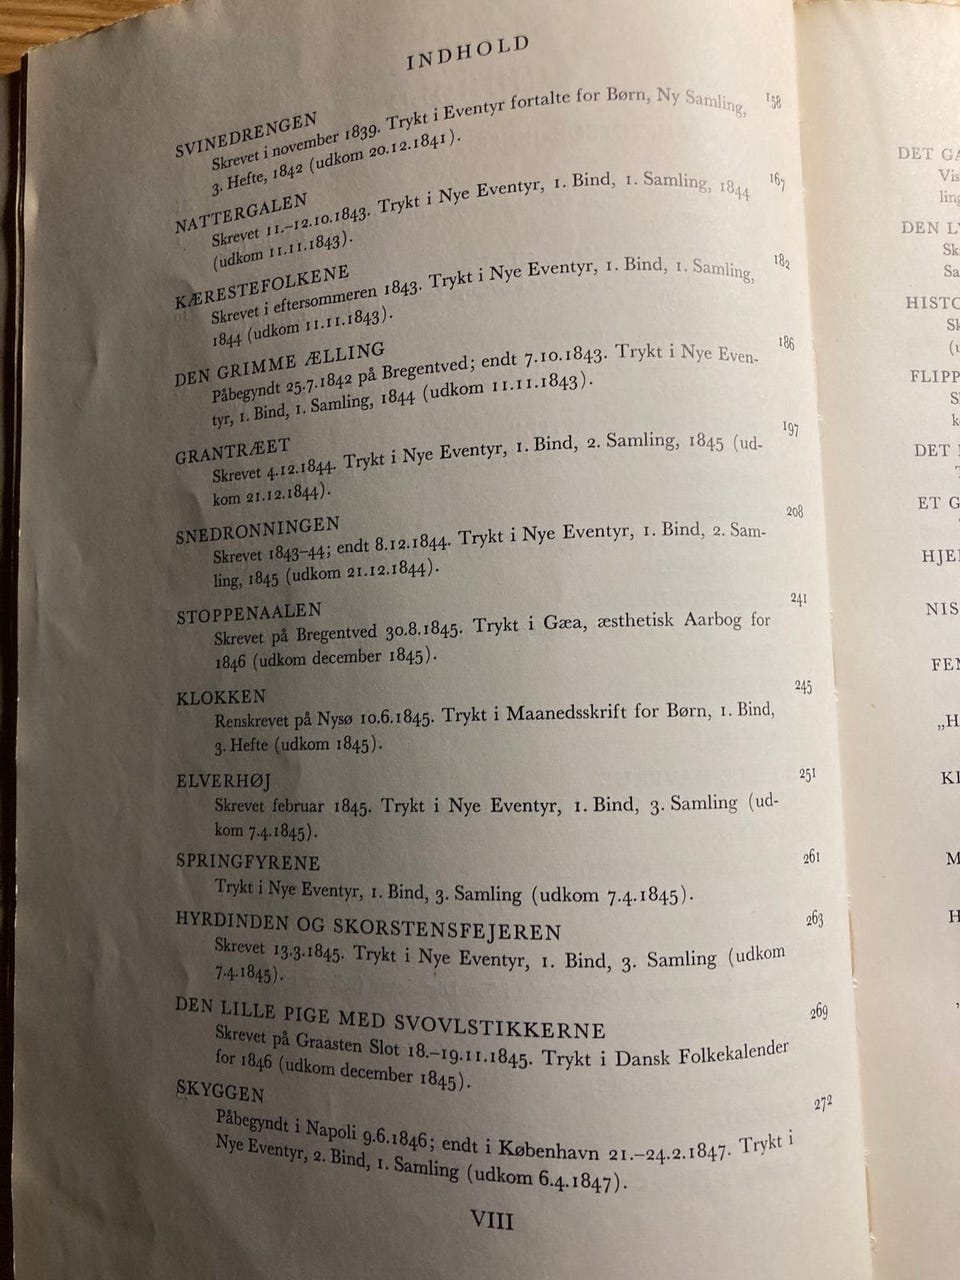 INDHOLD
SVINEDRENGEN 158
Skrevet i november 1839. Trykt i Eventyr fortalte for Børn, Ny Samling,
3. Hefte, 1842 (udkom 20.12.1841).
NATTERGALEN 167
Skrevet 11.–12.10.1843. Trykt i Nye Eventyr, 1. Bind, 1. Samling, 1844
(udkom 11.11.1843).
KÆRESTEFOLKENE 182
Skrevet i eftersommeren 1843. Trykt i Nye Eventyr, 1. Bind, 1. Samling,
1844 (udkom 11.11.1843).
DEN GRIMME ÆLLING 186
Påbegyndt 25.7.1842 på Bregentved; endt 7.10.1843. Trykt i Nye Even-
tyr, 1. Bind, 1. Samling, 1844 (udkom 11.11.1843).
GRANTRÆET 197
Skrevet 4.12.1844. Trykt i Nye Eventyr, 1. Bind, 2. Samling, 1845 (ud-
kom 21.12.1844).
SNEDRONNINGEN 208
Skrevet 1843–44; endt 8.12.1844. Trykt i Nye Eventyr, 1. Bind, 2. Sam-
ling, 1845 (udkom 21.12.1844).
STOPPENAALEN 241
Skrevet på Bregentved 30.8.1845. Trykt i Gæa, æsthetisk Aarbog for
1846 (udkom december 1845).
KLOKKEN 245
Renskrevet på Nysø 10.6.1845. Trykt i Maanedsskrift for Børn, 1. Bind,
3. Hefte (udkom 1845).
ELVERHØJ 251
Skrevet februar 1845. Trykt i Nye Eventyr, 1. Bind, 3. Samling (ud-
kom 7.4.1845).
SPRINGFYRENE 261
Trykt i Nye Eventyr, 1. Bind, 3. Samling (udkom 7.4.1845).
HYRDINDEN OG SKORSTENSFEJEREN 263
Skrevet 13.3.1845. Trykt i Nye Eventyr, 1. Bind, 3. Samling (udkom
7.4.1845).
DEN LILLE PIGE MED SVOVLSTIKKERNE 269
Skrevet på Graasten Slot 18.–19.11.1845. Trykt i Dansk Folkekalender
for 1846 (udkom december 1845).
SKYGGEN 272
Påbegyndt i Napoli 9.6.1846; endt i København 21.–24.2.1847. Trykt i
Nye Eventyr, 2. Bind, 1. Samling (udkom 6.4.1847).
VIII
DET GA
Vis
ling
DEN L
Sk
Sa
HISTO
Sk
(u
FLIPP
S
k
DET
T
ET G
HJE
NIS
FE
„H
K
M
H